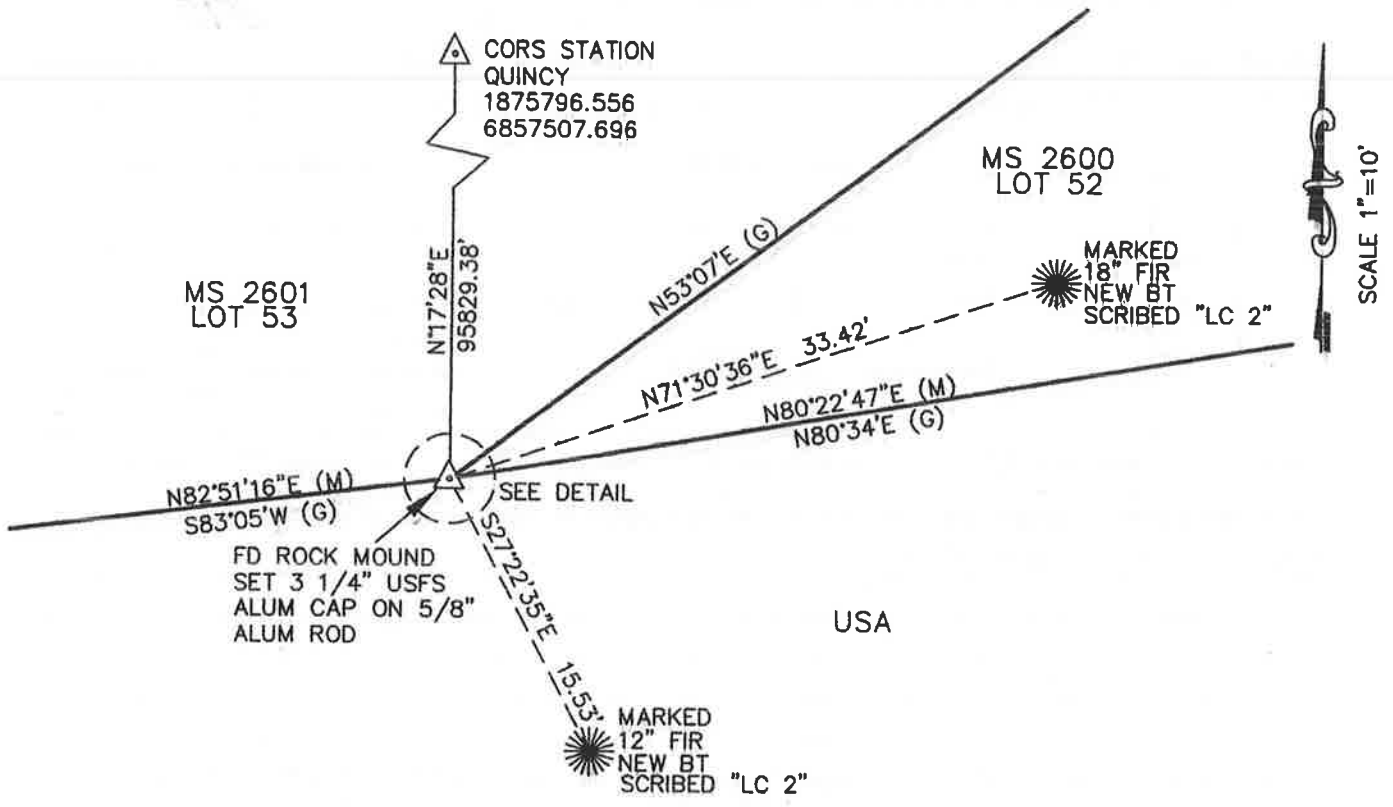 CORS STATION
QUINCY
1875796.556
6857507.696
MS 2600
LOT 52
SCALE 1"=10'
MS 2601
LOT 53
N17'28"E
95829.38'
N53°07'E (G)
MARKED
18" FIR
NEW BT
SCRIBED "LC 2"
N71°30'36"E 33.42'
N80°22'47"E (M)
N80°34'E (G)
N82°51'16"E (M)
S83°05'W (G)
SEE DETAIL
FD ROCK MOUND
SET 3 1/4" USFS
ALUM CAP ON 5/8"
ALUM ROD
S27°22'35"E 15.53'
USA
MARKED
12" FIR
NEW BT
SCRIBED "LC 2"